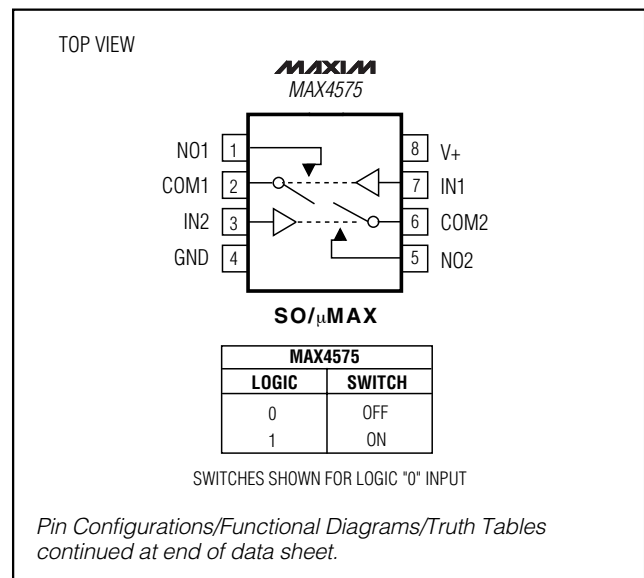 TOP VIEW
MAXIM
MAX4575
NO1 1
COM1 2
IN2 3
GND 4
8 V+
7 IN1
6 COM2
5 NO2
SO/µMAX
MAX4575
LOGIC SWITCH
0 OFF
1 ON
SWITCHES SHOWN FOR LOGIC "0" INPUT
Pin Configurations/Functional Diagrams/Truth Tables
continued at end of data sheet.